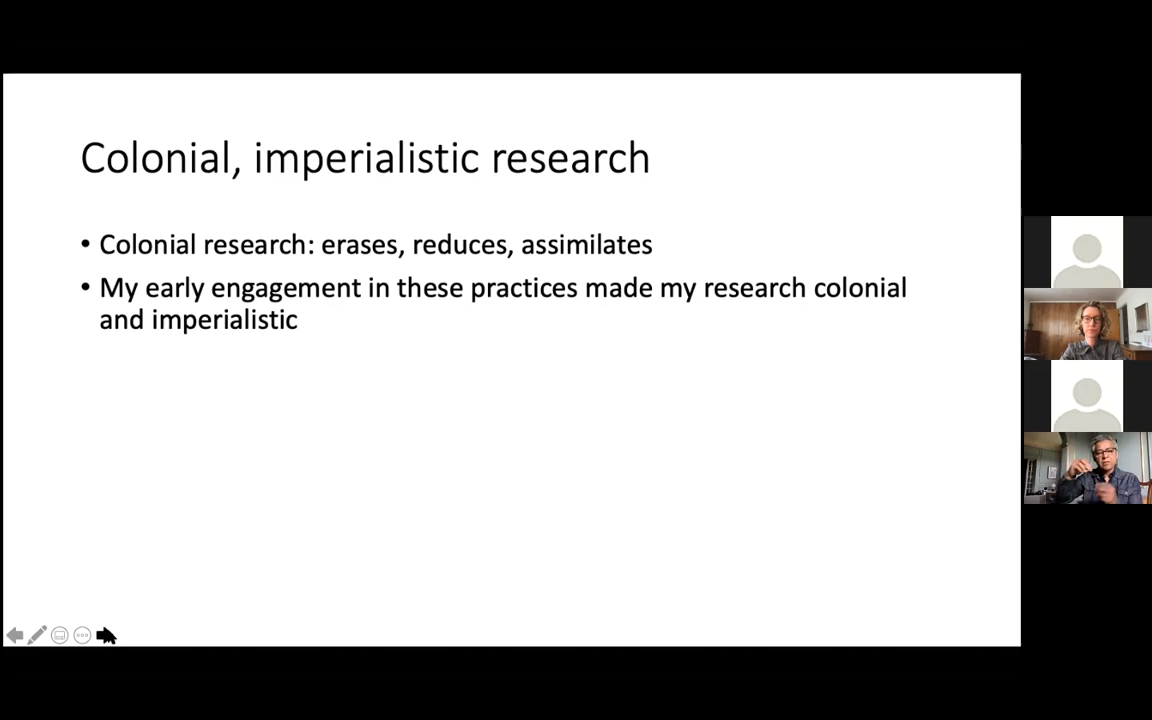 Colonial, imperialistic research
• Colonial research: erases, reduces, assimilates
• My early engagement in these practices made my research colonial
and imperialistic